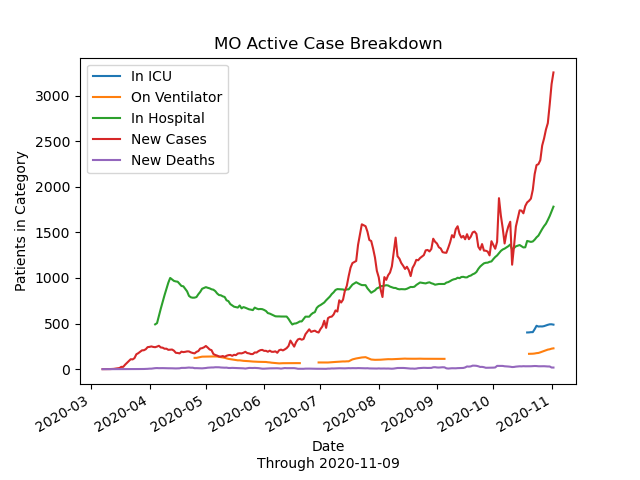 MO Active Case Breakdown
In ICU
On Ventilator
In Hospital
New Cases
New Deaths
Patients in Category
3000
2500
2000
1500
1000
500
0
2020-03
2020-04
2020-05
2020-06
2020-07
2020-08
2020-09
2020-10
2020-11
Date
Through 2020-11-09